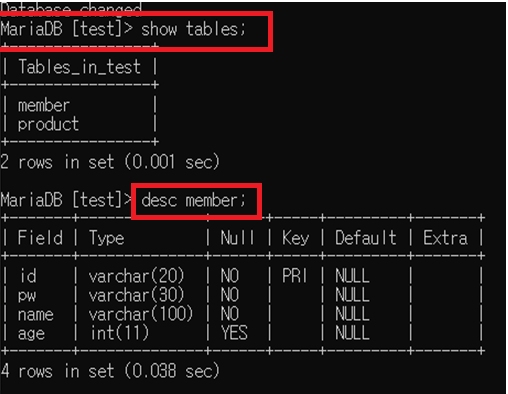 Database changed
MariaDB [test]> show tables;
+----------------+
| Tables_in_test |
+----------------+
| member         |
| product        |
+----------------+
2 rows in set (0.001 sec)
MariaDB [test]> desc member;
+-------+--------------+------+-----+---------+-------+
| Field | Type         | Null | Key | Default | Extra |
+-------+--------------+------+-----+---------+-------+
| id    | varchar(20)  | NO   | PRI | NULL    |       |
| pw    | varchar(30)  | NO   |     | NULL    |       |
| name  | varchar(100) | NO   |     | NULL    |       |
| age   | int(11)      | YES  |     | NULL    |       |
+-------+--------------+------+-----+---------+-------+
4 rows in set (0.038 sec)